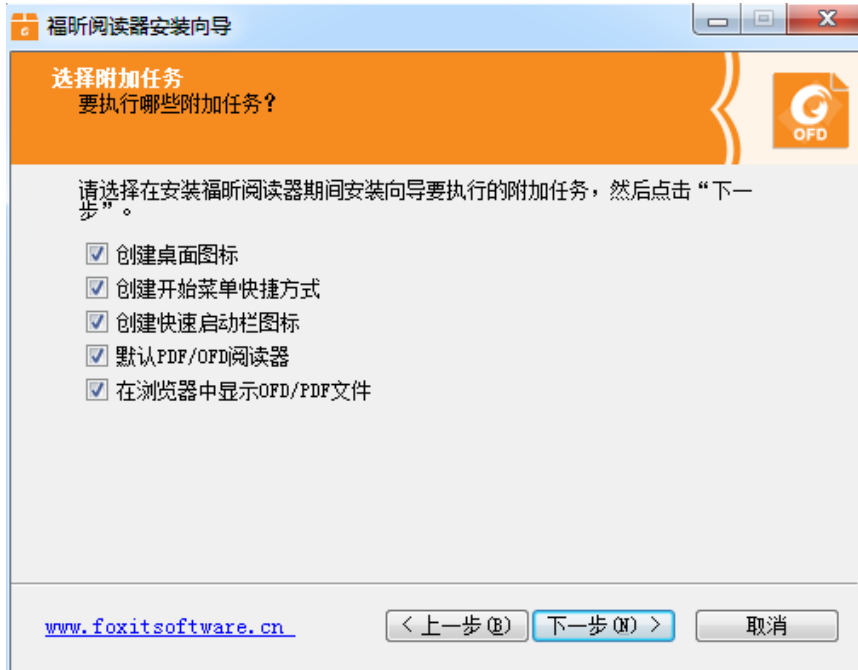 福昕阅读器安装向导
选择附加任务
要执行哪些附加任务？
OFD
请选择在安装福昕阅读器期间安装向导要执行的附加任务，然后点击“下一
步”。
创建桌面图标
创建开始菜单快捷方式
创建快速启动栏图标
默认PDF/OFD阅读器
在浏览器中显示OFD/PDF文件
www.foxitsoftware.cn
< 上一步(B)
下一步(N) >
取消